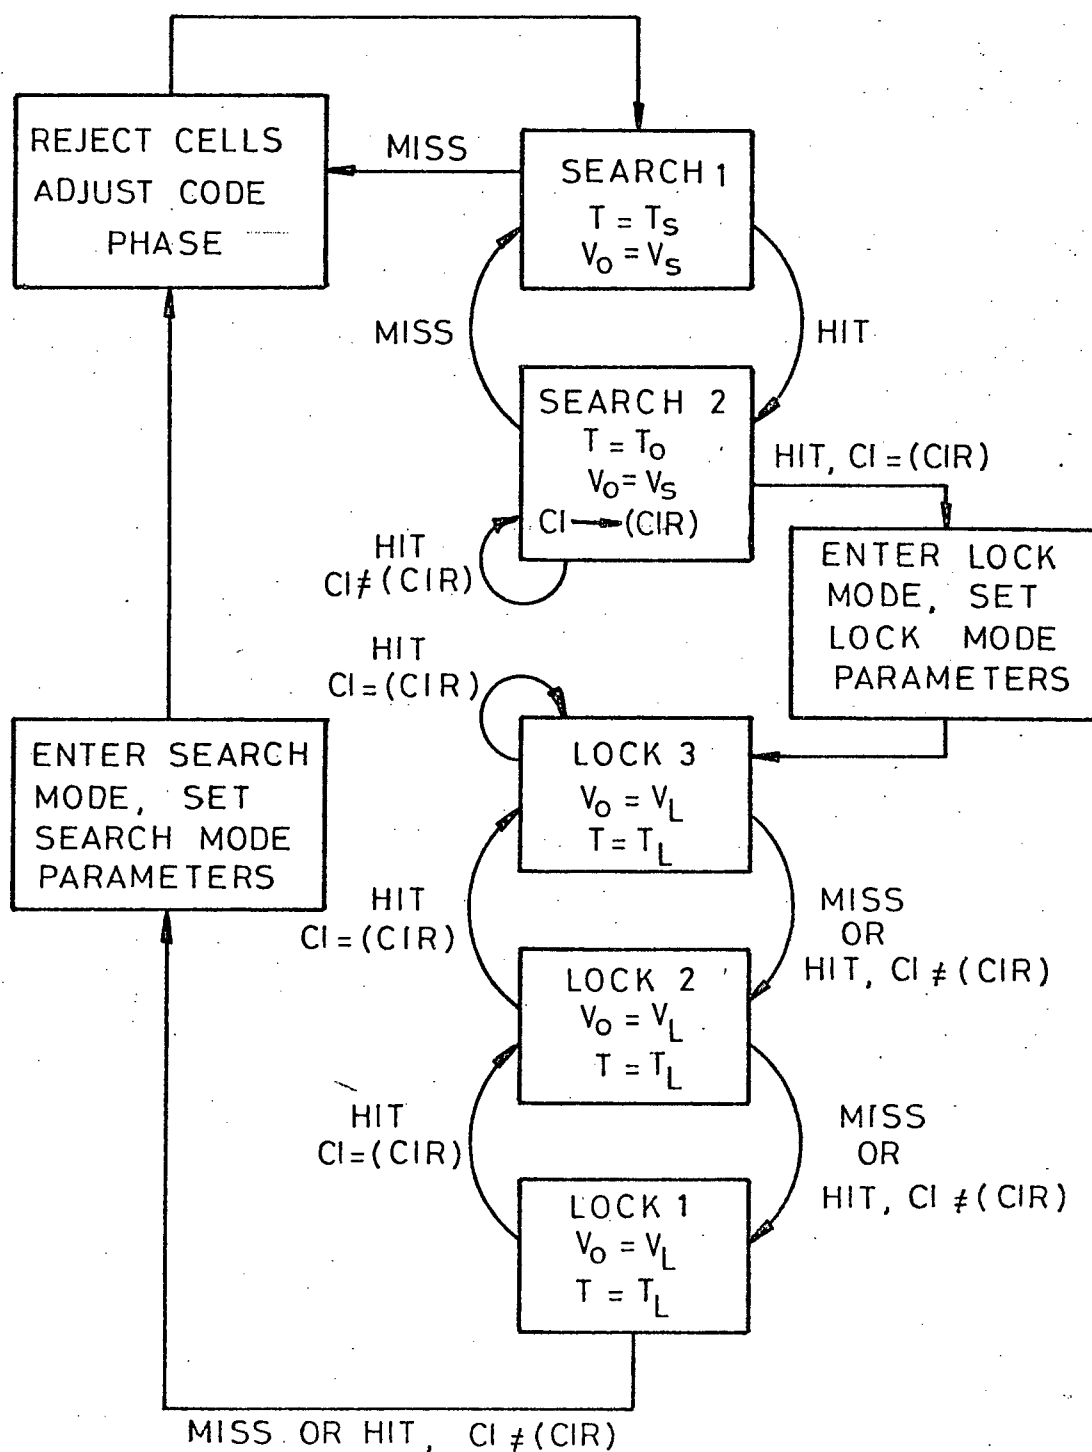 REJECT CELLS
ADJUST CODE
PHASE
MISS
SEARCH 1
T = TS
VO = VS
MISS
HIT
SEARCH 2
T = TO
VO = VS
CI → (CIR)
HIT, CI = (CIR)
HIT
CI ≠ (CIR)
ENTER LOCK
MODE, SET
LOCK MODE
PARAMETERS
HIT
CI = (CIR)
ENTER SEARCH
MODE, SET
SEARCH MODE
PARAMETERS
LOCK 3
VO = VL
T = TL
HIT
CI = (CIR)
MISS
OR
HIT, CI ≠ (CIR)
LOCK 2
VO = VL
T = TL
HIT
CI = (CIR)
MISS
OR
HIT, CI ≠ (CIR)
LOCK 1
VO = VL
T = TL
MISS OR HIT, CI ≠ (CIR)